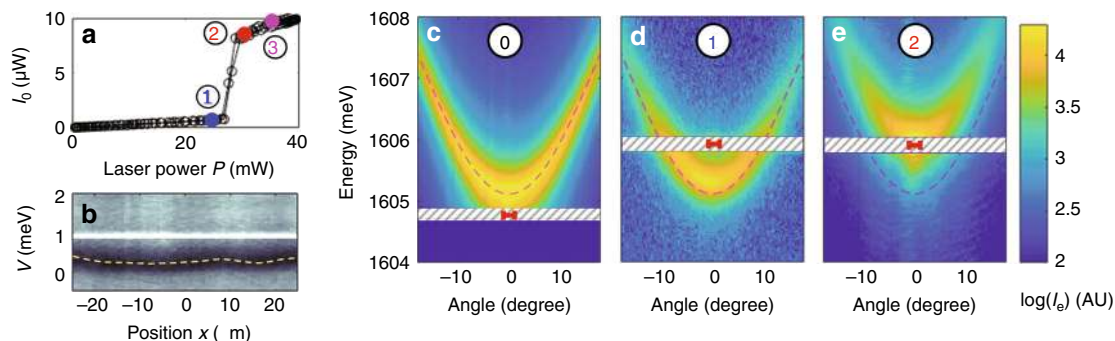 a
10
5
0
I₀ (µW)
0
20
40
Laser power P (mW)
1
2
3
b
2
1
0
V (meV)
–20
–10
0
10
20
Position x ( m)
1608
1607
1606
1605
1604
Energy (meV)
c
0
–10
0
10
Angle (degree)
d
1
–10
0
10
Angle (degree)
e
2
–10
0
10
Angle (degree)
4
3.5
3
2.5
2
log(Iₑ) (AU)